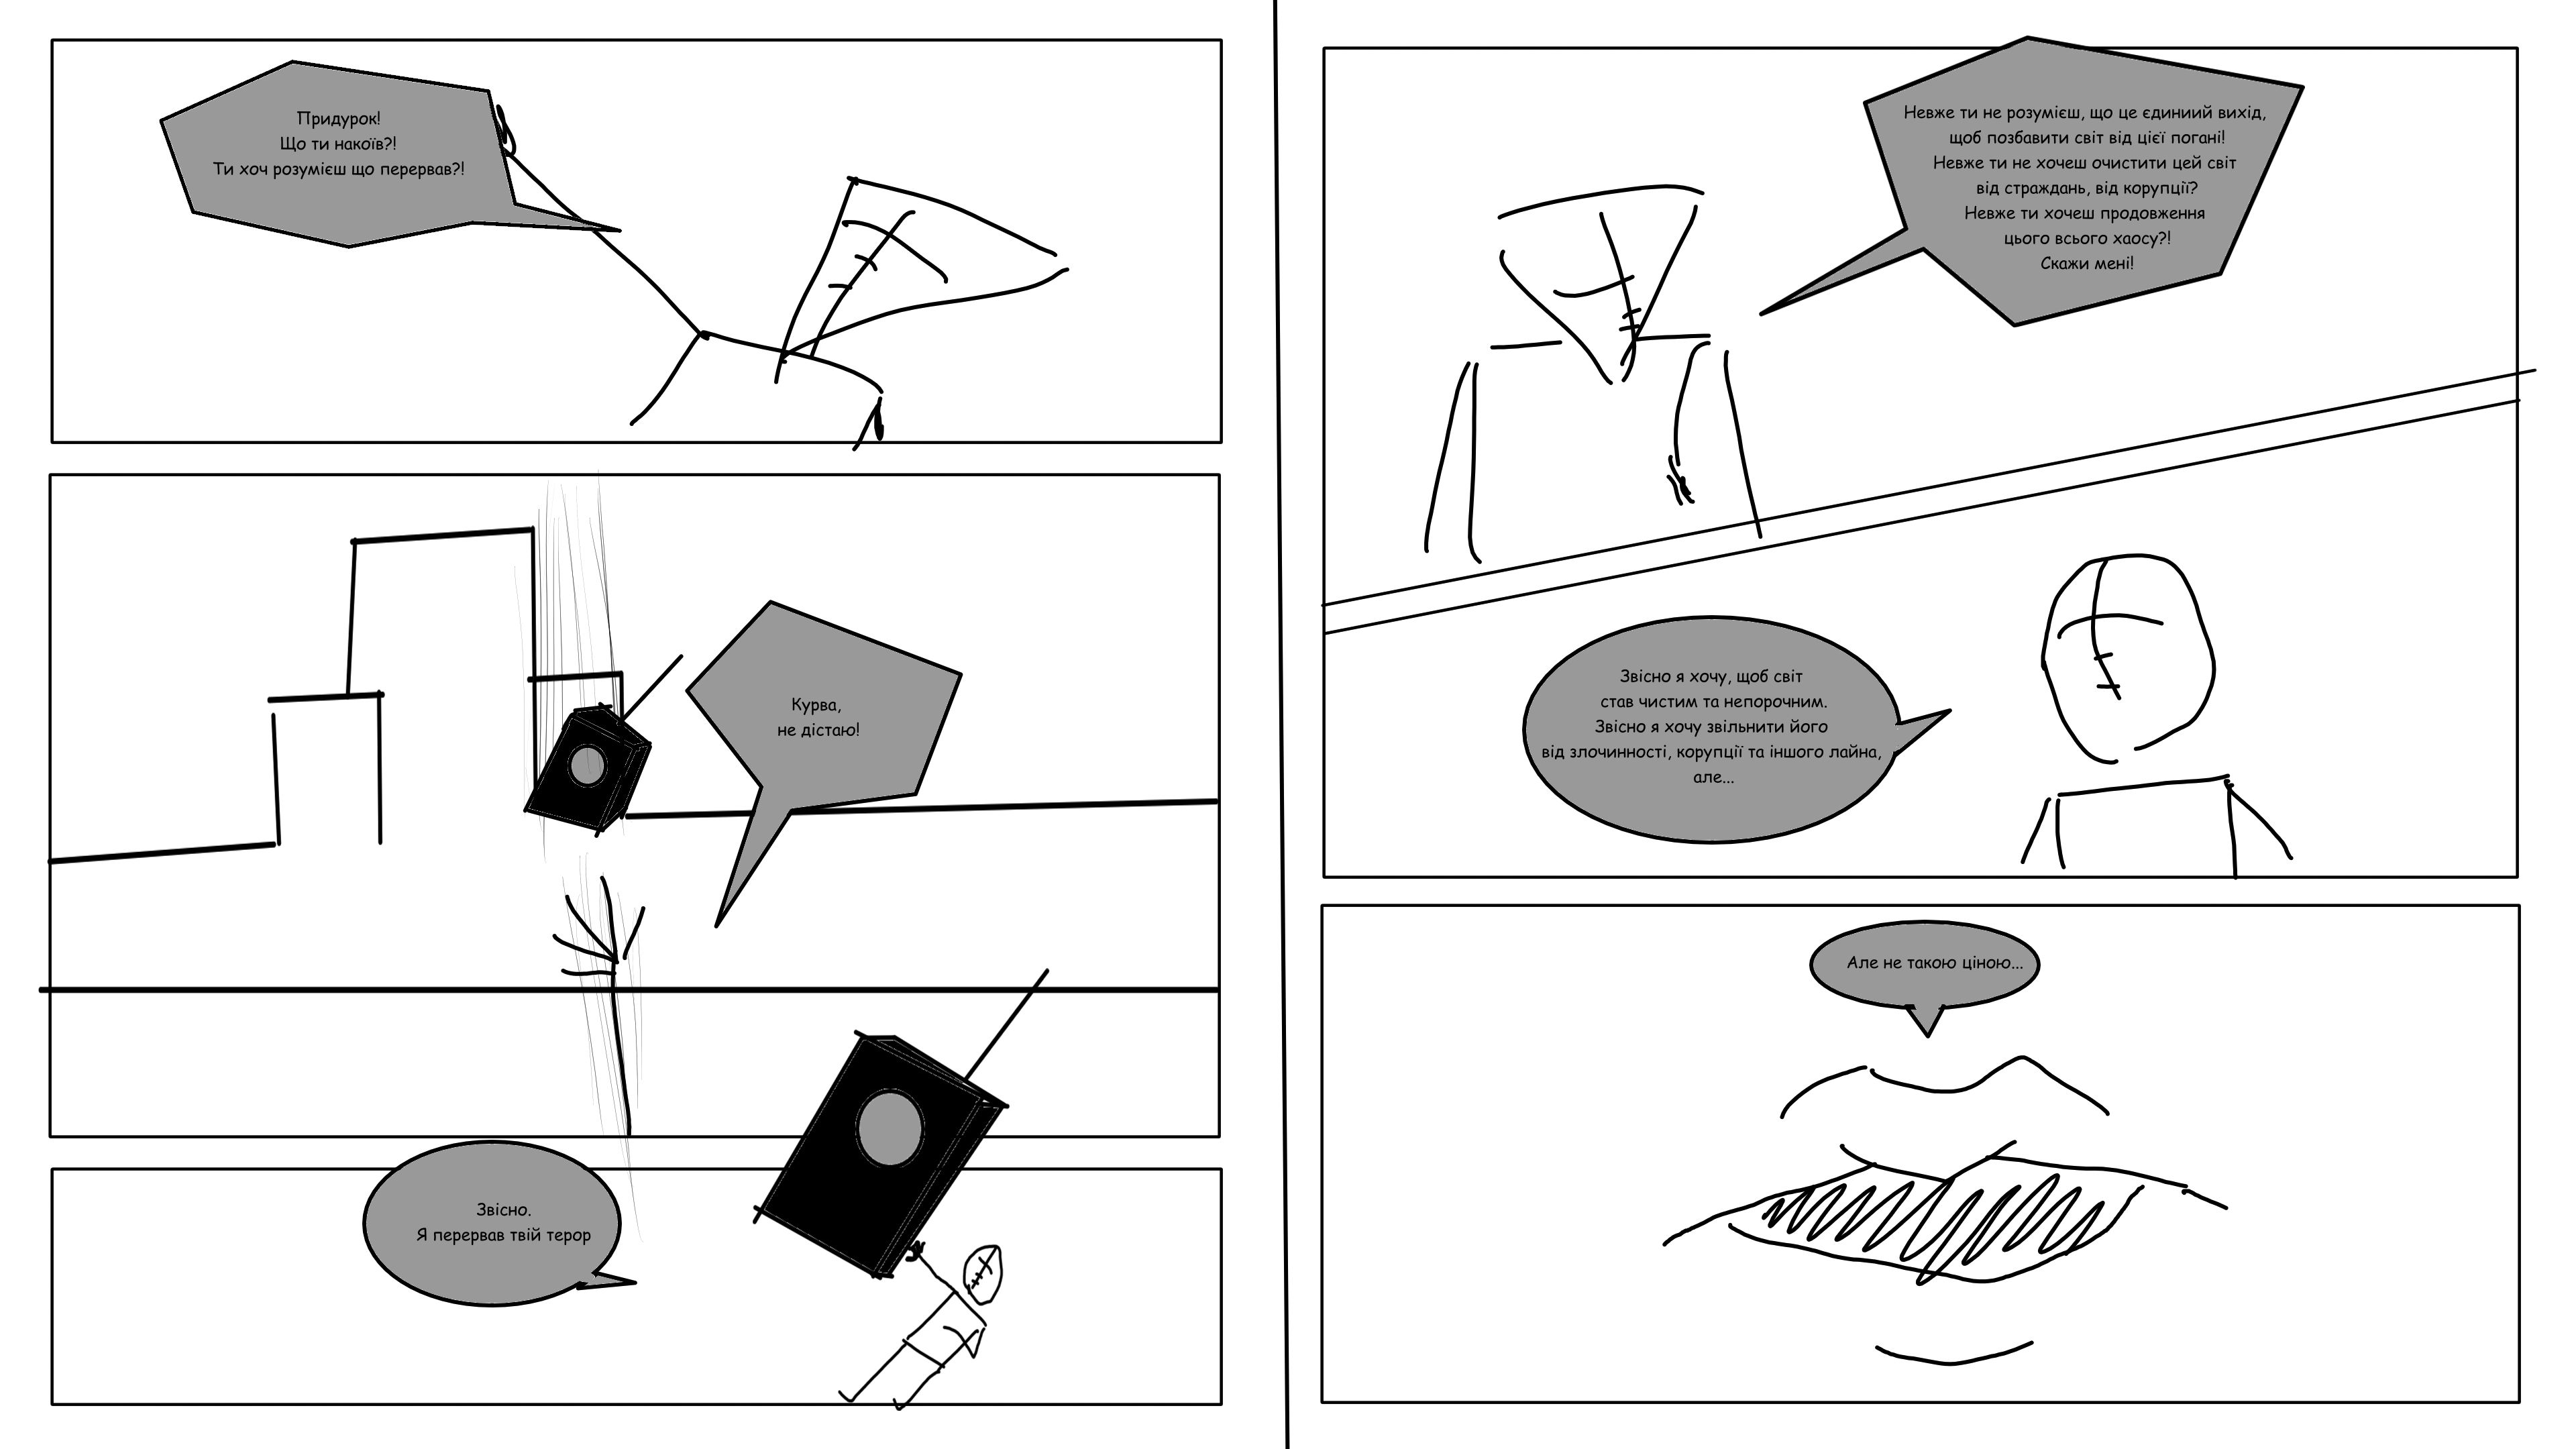 Придурок!
Що ти накоїв?!
Ти хоч розумієш що перервав?!
Курва,
не дістаю!
Звісно.
Я перервав твій терор
Невже ти не розумієш, що це єдиниий вихід,
щоб позбавити світ від цієї погані!
Невже ти не хочеш очистити цей світ
від страждань, від корупції?
Невже ти хочеш продовження
цього всього хаосу?!
Скажи мені!
Звісно я хочу, щоб світ
став чистим та непорочним.
Звісно я хочу звільнити його
від злочинності, корупції та іншого лайна,
але...
Але не такою ціною...